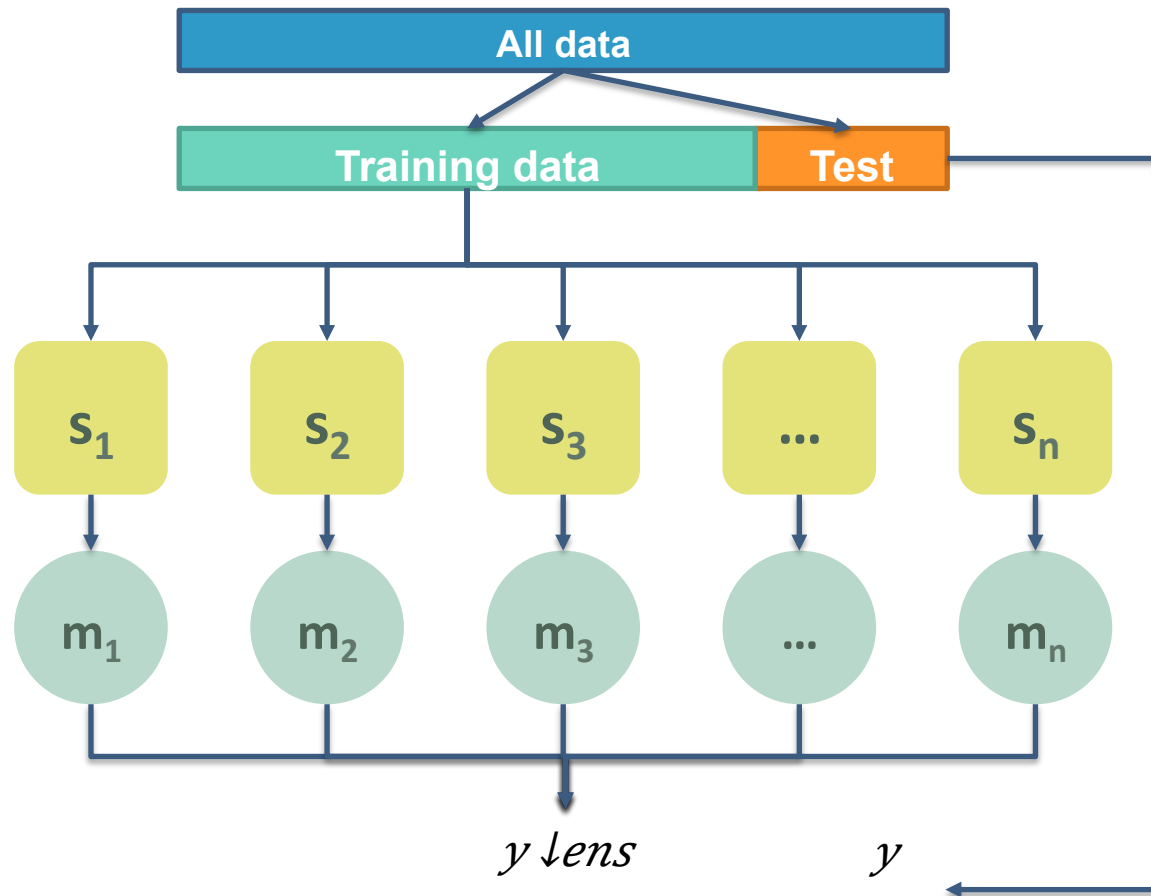 All data
Training data Test
s₁ s₂ s₃ ... sₙ
m₁ m₂ m₃ ... mₙ
y↓ens y